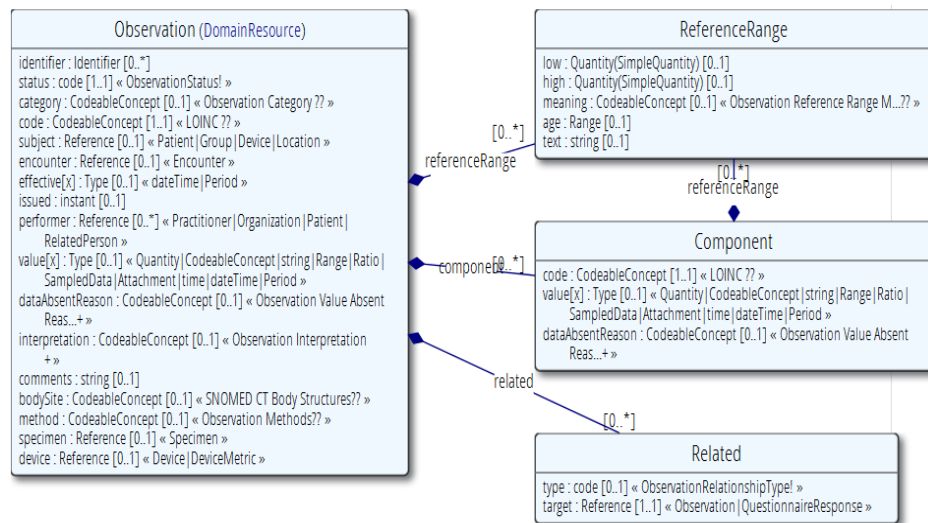 Observation (DomainResource)
identifier : Identifier [0..*]
status : code [1..1] « ObservationStatus! »
category : CodeableConcept [0..1] « Observation Category ?? »
code : CodeableConcept [1..1] « LOINC ?? »
subject : Reference [0..1] « Patient|Group|Device|Location »
encounter : Reference [0..1] « Encounter »
effective[x] : Type [0..1] « dateTime|Period »
issued : instant [0..1]
performer : Reference [0..*] « Practitioner|Organization|Patient|
RelatedPerson »
value[x] : Type [0..1] « Quantity|CodeableConcept|string|Range|Ratio|
SampledData|Attachment|time|dateTime|Period »
dataAbsentReason : CodeableConcept [0..1] « Observation Value Absent
Reas...+ »
interpretation : CodeableConcept [0..1] « Observation Interpretation
+ »
comments : string [0..1]
bodySite : CodeableConcept [0..1] « SNOMED CT Body Structures?? »
method : CodeableConcept [0..1] « Observation Methods?? »
specimen : Reference [0..1] « Specimen »
device : Reference [0..1] « Device|DeviceMetric »
[0..*]
referenceRange
component
[0..*]
related
[0..*]
ReferenceRange
low : Quantity(SimpleQuantity) [0..1]
high : Quantity(SimpleQuantity) [0..1]
meaning : CodeableConcept [0..1] « Observation Reference Range M...?? »
age : Range [0..1]
text : string [0..1]
[0..*]
referenceRange
Component
code : CodeableConcept [1..1] « LOINC ?? »
value[x] : Type [0..1] « Quantity|CodeableConcept|string|Range|Ratio|
SampledData|Attachment|time|dateTime|Period »
dataAbsentReason : CodeableConcept [0..1] « Observation Value Absent
Reas...+ »
Related
type : code [0..1] « ObservationRelationshipType! »
target : Reference [1..1] « Observation|QuestionnaireResponse »